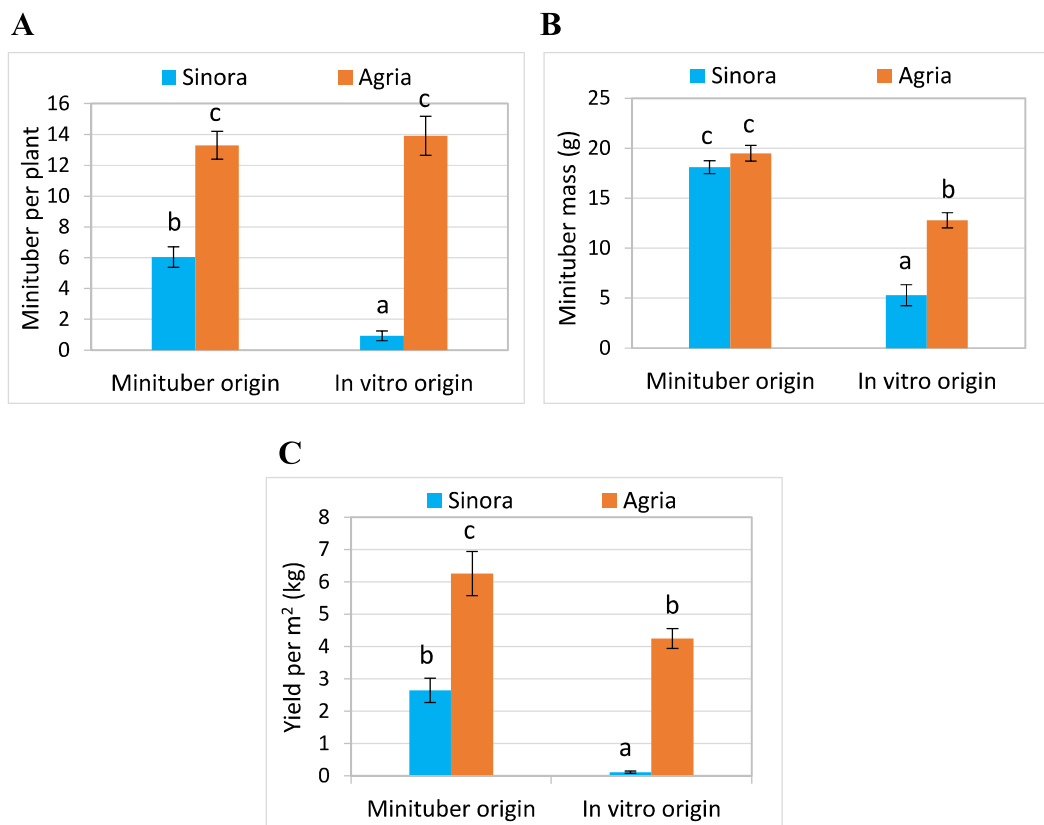 A
Sinora Agria
Minituber per plant
16
14
12
10
8
6
4
2
0
b
c
a
c
Minituber origin In vitro origin
B
Sinora Agria
Minituber mass (g)
25
20
15
10
5
0
c
c
a
b
Minituber origin In vitro origin
C
Sinora Agria
Yield per m² (kg)
8
7
6
5
4
3
2
1
0
b
c
a
b
Minituber origin In vitro origin